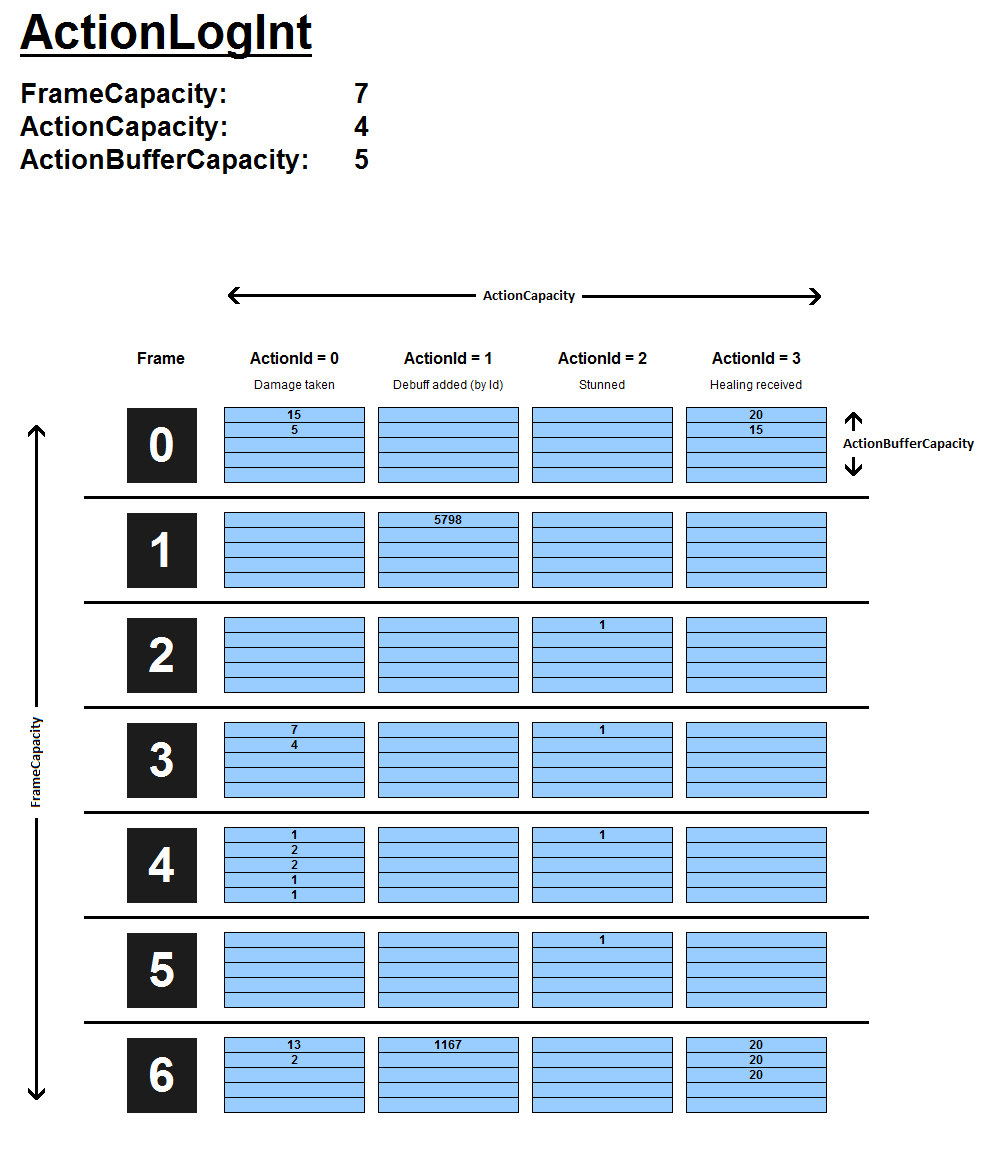 ActionLogInt
FrameCapacity: 7
ActionCapacity: 4
ActionBufferCapacity: 5
ActionCapacity
Frame ActionId = 0 ActionId = 1 ActionId = 2 ActionId = 3
Damage taken Debuff added (by Id) Stunned Healing received
0 15 20
5 15
ActionBufferCapacity
1 5798
2 1
3 7 1
4
FrameCapacity
4 1 1
2
2
1
1
5 1
6 13 1167 20
2 20
20